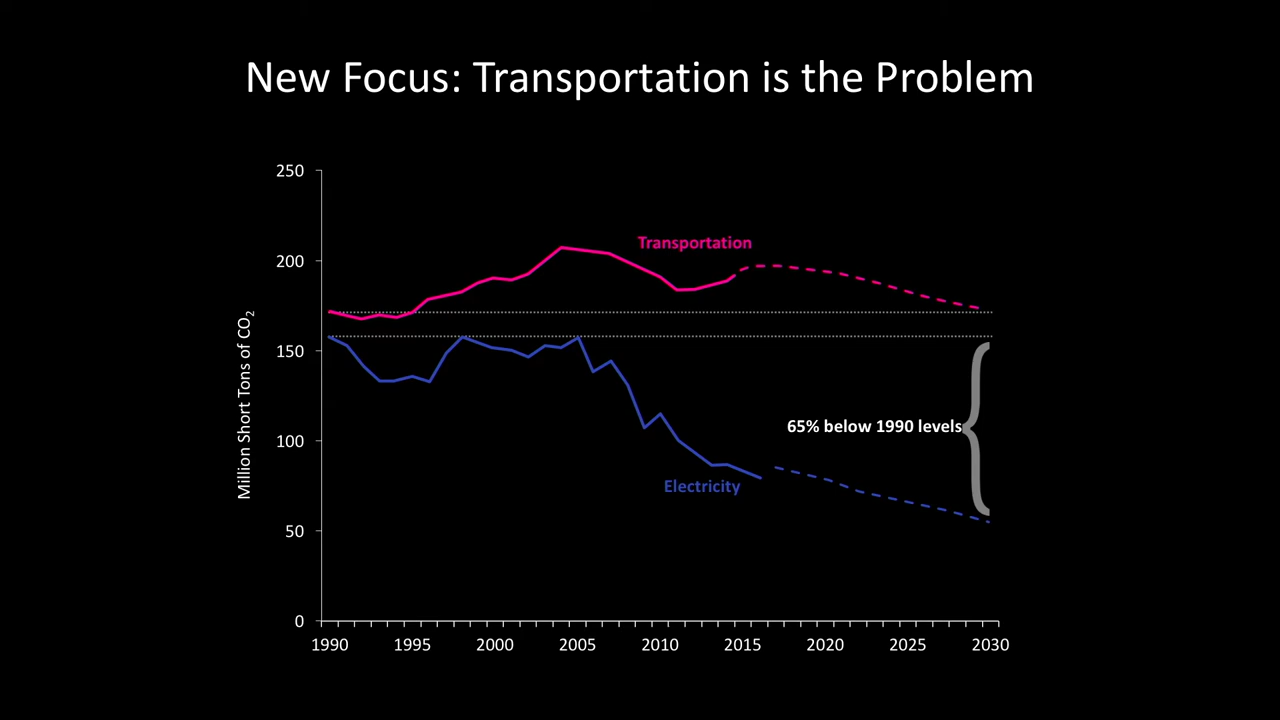 New Focus: Transportation is the Problem
250
200
150
100
50
0
Million Short Tons of CO₂
Transportation
65% below 1990 levels
Electricity
1990 1995 2000 2005 2010 2015 2020 2025 2030